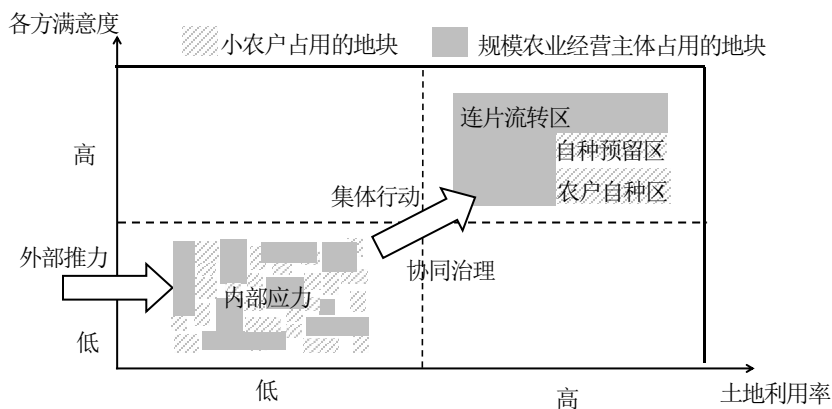 各方满意度
小农户占用的地块
规模农业经营主体占用的地块
连片流转区
高
自种预留区
农户自种区
集体行动
外部推力
协同治理
内部应力
低
低
高
土地利用率